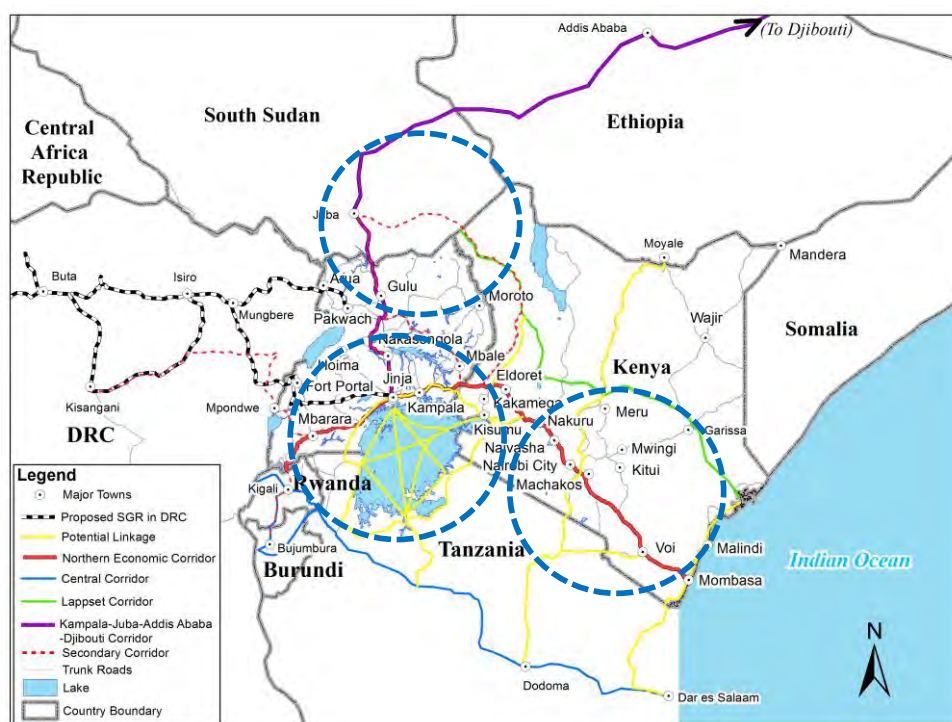 Addis Ababa
(To Djibouti)
South Sudan
Ethiopia
Central
Africa
Republic
Juba
Moyale
Mandera
Buta
Isiro
Arua
Gulu
Moroto
Mungbere
Pakwach
Wajir
Somalia
Nakasongola
Mbale
Hoima
Jinja
Eldoret
Kenya
Fort Portal
Kisangani
Mpondwe
Kampala
Kakamega
Meru
Mbarara
Kisumu
Nakuru
Garissa
DRC
Naivasha
Mwingi
Nairobi City
Kitui
Rwanda
Machakos
Kigali
Tanzania
Voi
Malindi
Bujumbura
Burundi
Indian Ocean
Mombasa
N
Dodoma
Dar es Salaam
Legend
Major Towns
Proposed SGR in DRC
Potential Linkage
Northern Economic Corridor
Central Corridor
Lappset Corridor
Kampala-Juba-Addis Ababa
-Djibouti Corridor
Secondary Corridor
Trunk Roads
Lake
Country Boundary